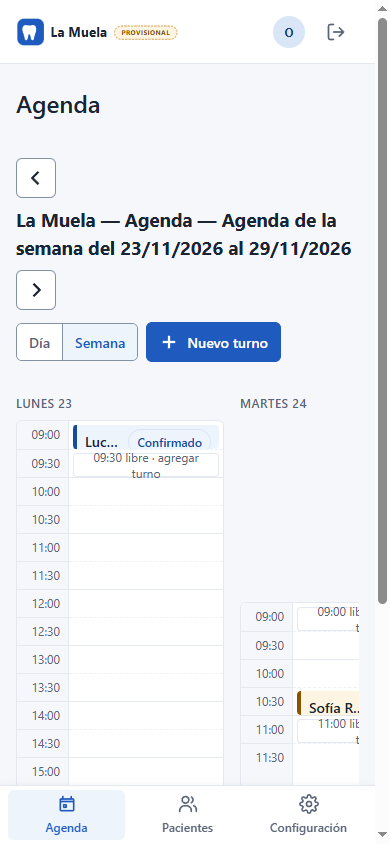 La Muela
PROVISIONAL
O
Agenda
La Muela — Agenda — Agenda de la
semana del 23/11/2026 al 29/11/2026
Día
Semana
Nuevo turno
LUNES 23
MARTES 24
09:00
Luc...
Confirmado
09:30
09:30 libre · agregar
turno
10:00
10:30
11:00
11:30
12:00
12:30
13:00
13:30
14:00
14:30
15:00
09:00
09:00 lib
09:30
10:00
10:30
Sofía R...
11:00
11:00 lib
11:30
Agenda
Pacientes
Configuración